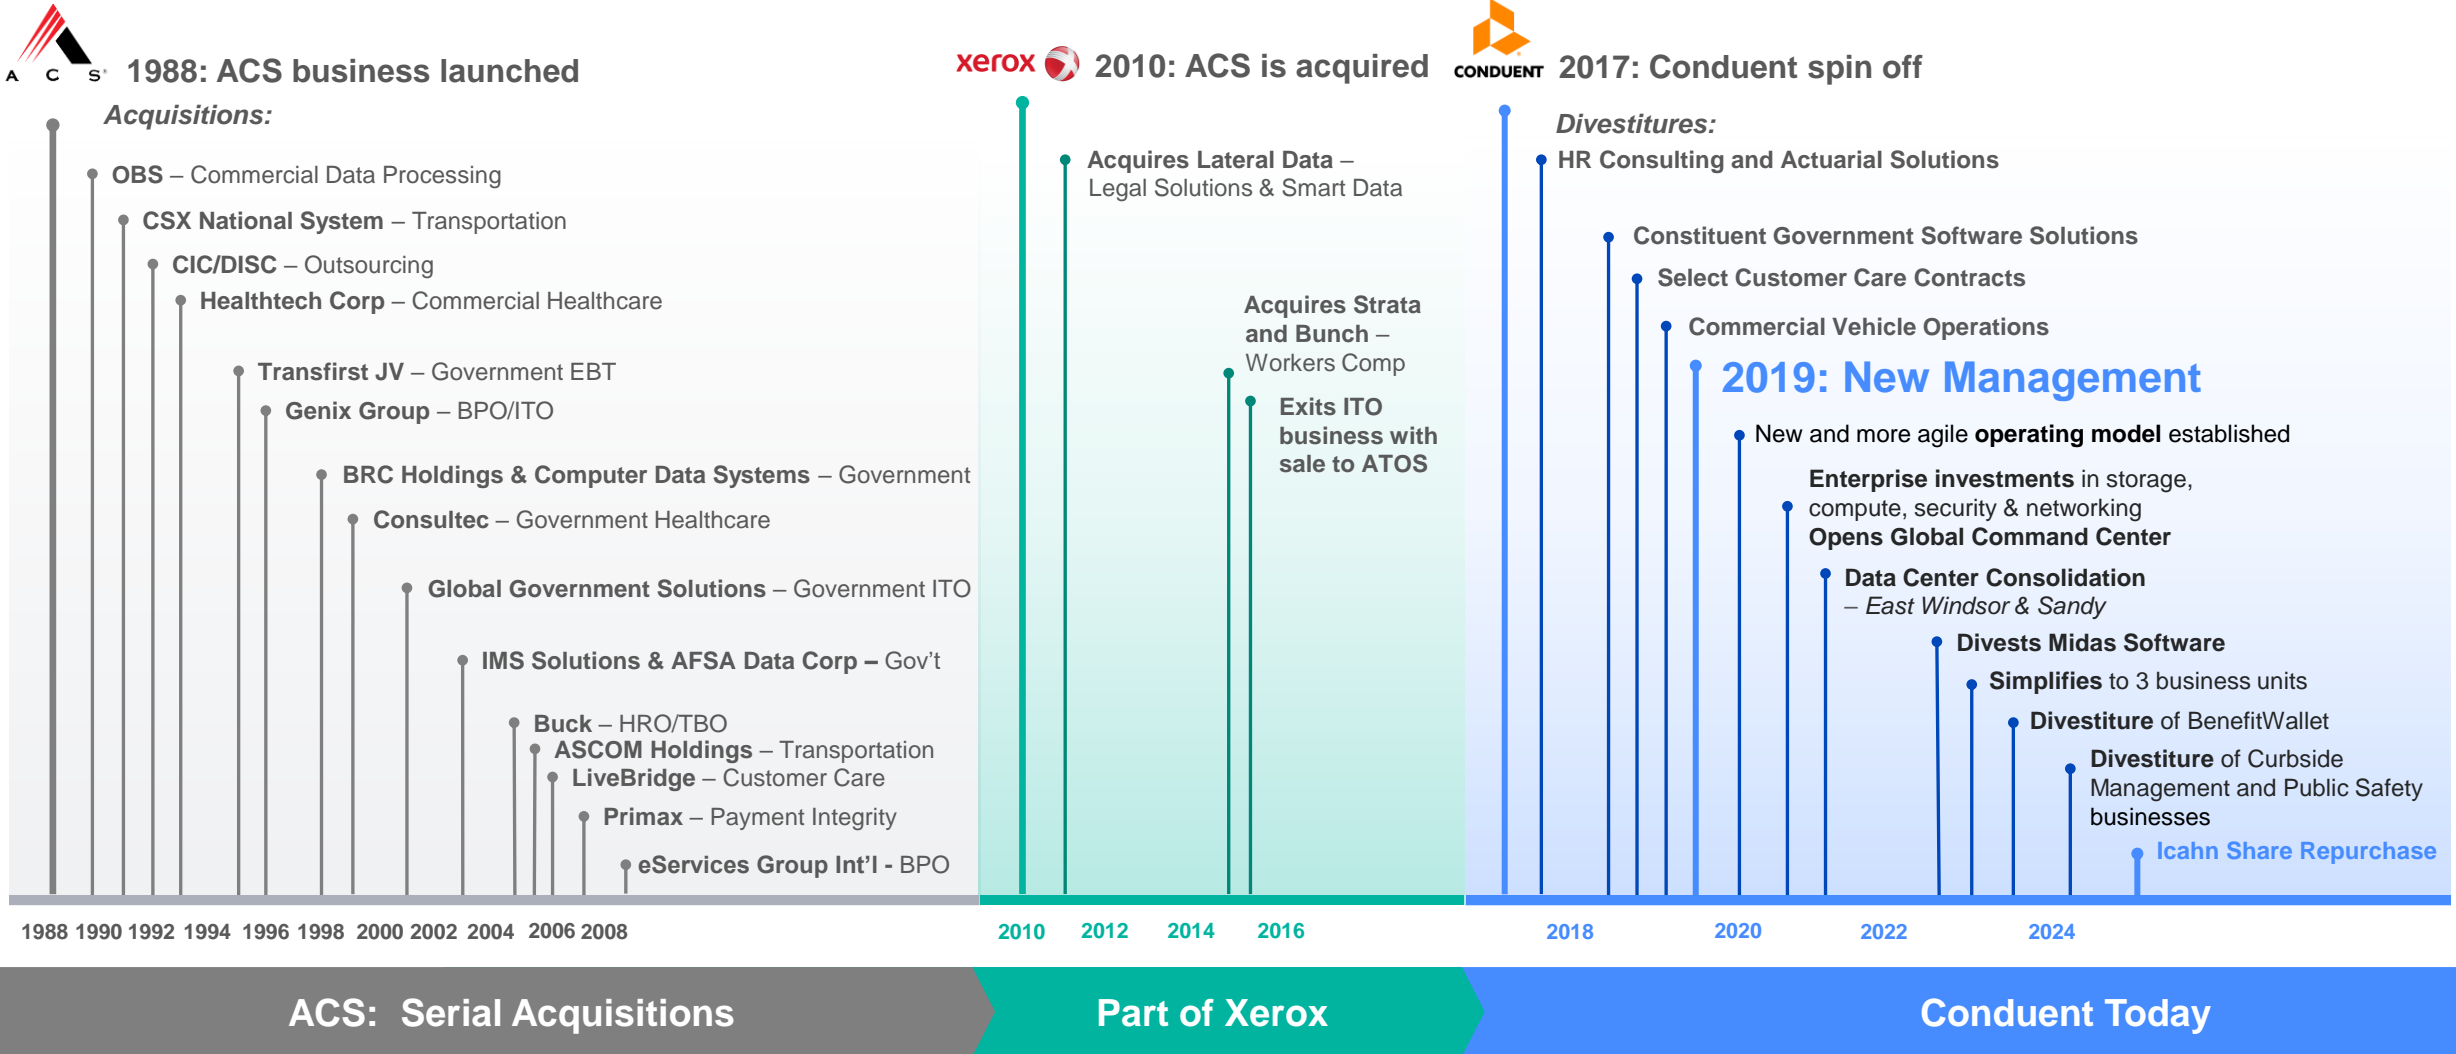 A C S
1988: ACS business launched
Acquisitions:
OBS – Commercial Data Processing
CSX National System – Transportation
CIC/DISC – Outsourcing
Healthtech Corp – Commercial Healthcare
Transfirst JV – Government EBT
Genix Group – BPO/ITO
BRC Holdings & Computer Data Systems – Government
Consultec – Government Healthcare
Global Government Solutions – Government ITO
IMS Solutions & AFSA Data Corp – Gov’t
Buck – HRO/TBO
ASCOM Holdings – Transportation
LiveBridge – Customer Care
Primax – Payment Integrity
eServices Group Int’l - BPO
1988 1990 1992 1994 1996 1998 2000 2002 2004 2006 2008
ACS: Serial Acquisitions
xerox
2010: ACS is acquired
Acquires Lateral Data –
Legal Solutions & Smart Data
Acquires Strata
and Bunch –
Workers Comp
Exits ITO
business with
sale to ATOS
2010 2012 2014 2016
Part of Xerox
CONDUENT
2017: Conduent spin off
Divestitures:
HR Consulting and Actuarial Solutions
Constituent Government Software Solutions
Select Customer Care Contracts
Commercial Vehicle Operations
2019: New Management
New and more agile operating model established
Enterprise investments in storage,
compute, security & networking
Opens Global Command Center
Data Center Consolidation
– East Windsor & Sandy
Divests Midas Software
Simplifies to 3 business units
Divestiture of BenefitWallet
Divestiture of Curbside
Management and Public Safety
businesses
Icahn Share Repurchase
2018 2020 2022 2024
Conduent Today